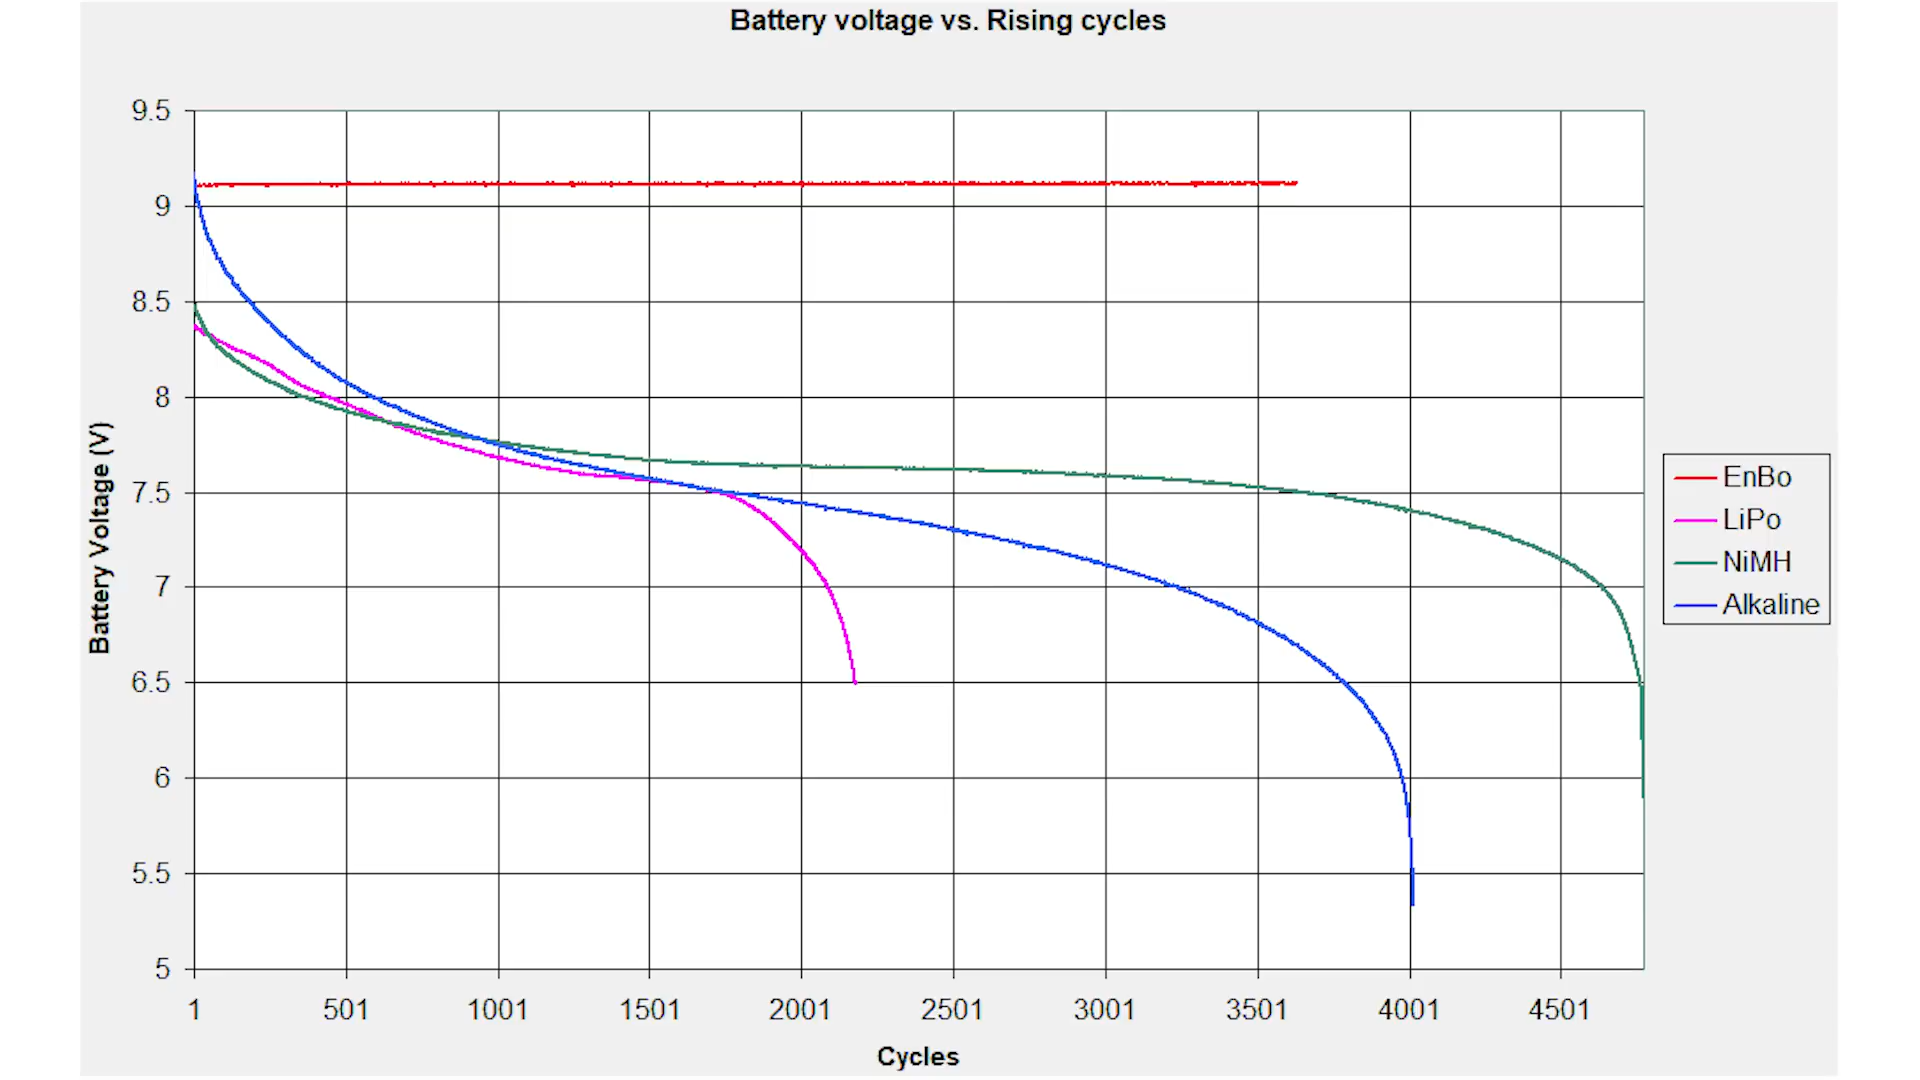 Battery voltage vs. Rising cycles
9.5
9
8.5
8
7.5
7
6.5
6
5.5
5
Battery Voltage (V)
1 501 1001 1501 2001 2501 3001 3501 4001 4501
Cycles
EnBo
LiPo
NiMH
Alkaline